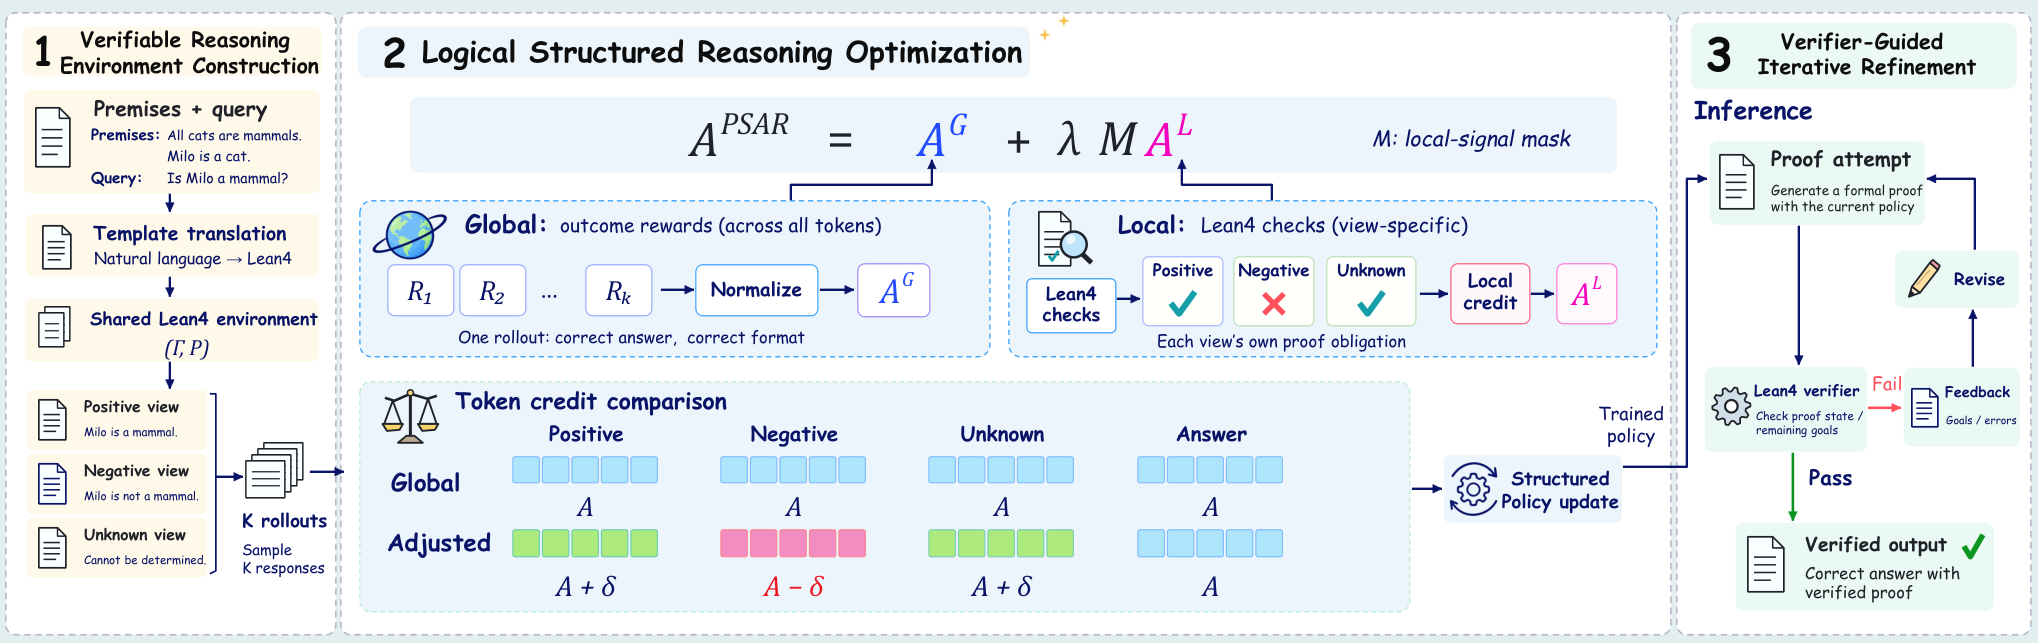 1
Verifiable Reasoning
Environment Construction
Premises + query
Premises: All cats are mammals.
Milo is a cat.
Query: Is Milo a mammal?
Template translation
Natural language → Lean4
Shared Lean4 environment
(Γ, P)
Positive view
Milo is a mammal.
Negative view
Milo is not a mammal.
Unknown view
Cannot be determined.
K rollouts
Sample
K responses
2 Logical Structured Reasoning Optimization
A^{PSAR} = A^G + λ M A^L
M: local-signal mask
Global: outcome rewards (across all tokens)
R_1 R_2 ... R_k
Normalize
A^G
One rollout: correct answer, correct format
Local: Lean4 checks (view-specific)
Lean4
checks
Positive
Negative
Unknown
Local
credit
A^L
Each view's own proof obligation
Token credit comparison
Positive Negative Unknown Answer
Global
A A A A
Adjusted
A + δ A − δ A + δ A
Structured
Policy update
Trained
policy
3
Verifier-Guided
Iterative Refinement
Inference
Proof attempt
Generate a formal proof
with the current policy
Revise
Lean4 verifier
Check proof state /
remaining goals
Fail
Feedback
Goals / errors
Pass
Verified output
Correct answer with
verified proof